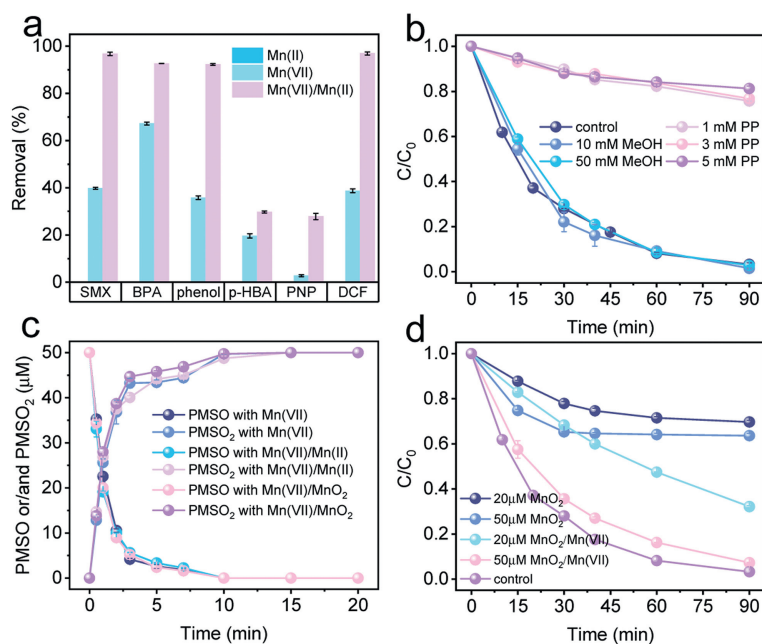 a
Removal (%)
100
80
60
40
20
0
Mn(II)
Mn(VII)
Mn(VII)/Mn(II)
SMX BPA phenol p-HBA PNP DCF
b
C/C₀
1.0
0.8
0.6
0.4
0.2
0.0
control
10 mM MeOH
50 mM MeOH
1 mM PP
3 mM PP
5 mM PP
0 15 30 45 60 75 90
Time (min)
c
PMSO or/and PMSO₂ (μM)
50
40
30
20
10
0
PMSO with Mn(VII)
PMSO₂ with Mn(VII)
PMSO with Mn(VII)/Mn(II)
PMSO₂ with Mn(VII)/Mn(II)
PMSO with Mn(VII)/MnO₂
PMSO₂ with Mn(VII)/MnO₂
0 5 10 15 20
Time (min)
d
C/C₀
1.0
0.8
0.6
0.4
0.2
0.0
20μM MnO₂
50μM MnO₂
20μM MnO₂/Mn(VII)
50μM MnO₂/Mn(VII)
control
0 15 30 45 60 75 90
Time (min)